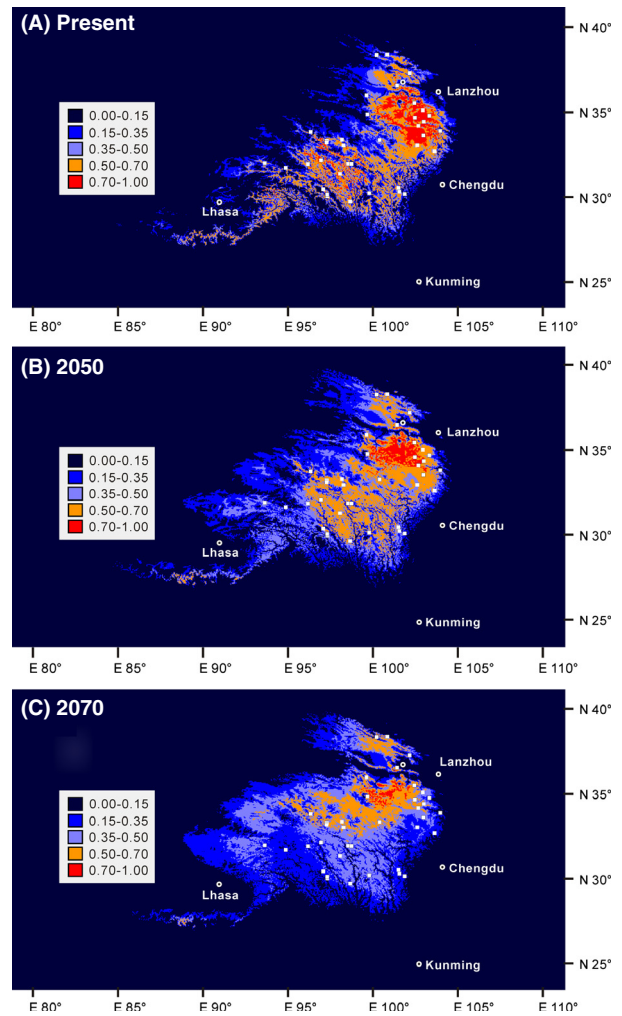 (A) Present
N 40°
Lanzhou
0.00-0.15
0.15-0.35
0.35-0.50
0.50-0.70
0.70-1.00
N 35°
Chengdu
N 30°
Lhasa
Kunming
N 25°
E 80° E 85° E 90° E 95° E 100° E 105° E 110°
(B) 2050
N 40°
Lanzhou
0.00-0.15
0.15-0.35
0.35-0.50
0.50-0.70
0.70-1.00
N 35°
Chengdu
N 30°
Lhasa
Kunming
N 25°
E 80° E 85° E 90° E 95° E 100° E 105° E 110°
(C) 2070
N 40°
Lanzhou
0.00-0.15
0.15-0.35
0.35-0.50
0.50-0.70
0.70-1.00
N 35°
Chengdu
N 30°
Lhasa
Kunming
N 25°
E 80° E 85° E 90° E 95° E 100° E 105° E 110°